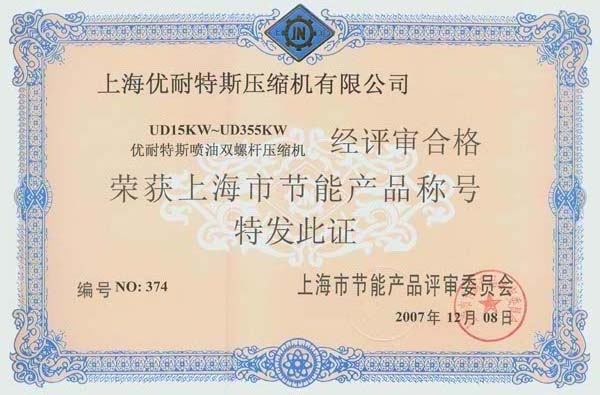 JN
上海优耐特斯压缩机有限公司
UD15KW~UD355KW
优耐特斯喷油双螺杆压缩机 经评审合格
荣获上海市节能产品称号
特发此证
编号 NO: 374
上海市节能产品评审委员会
2007年12月08日